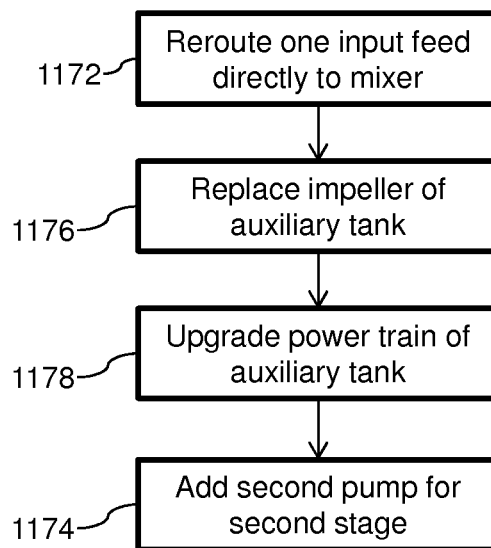 1172
Reroute one input feed
directly to mixer
1176
Replace impeller of
auxiliary tank
1178
Upgrade power train of
auxiliary tank
1174
Add second pump for
second stage